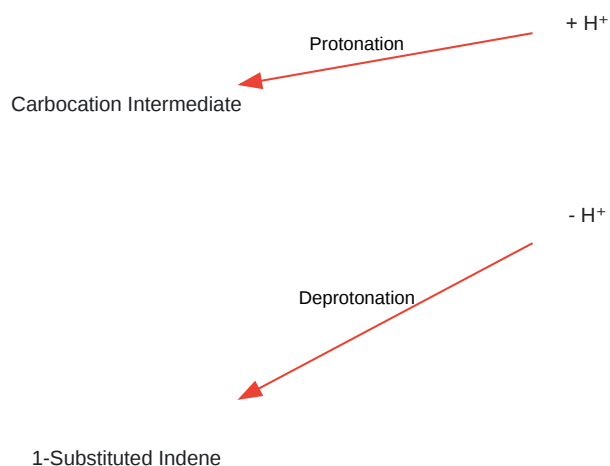 + H⁺
Protonation
Carbocation Intermediate
- H⁺
Deprotonation
1-Substituted Indene